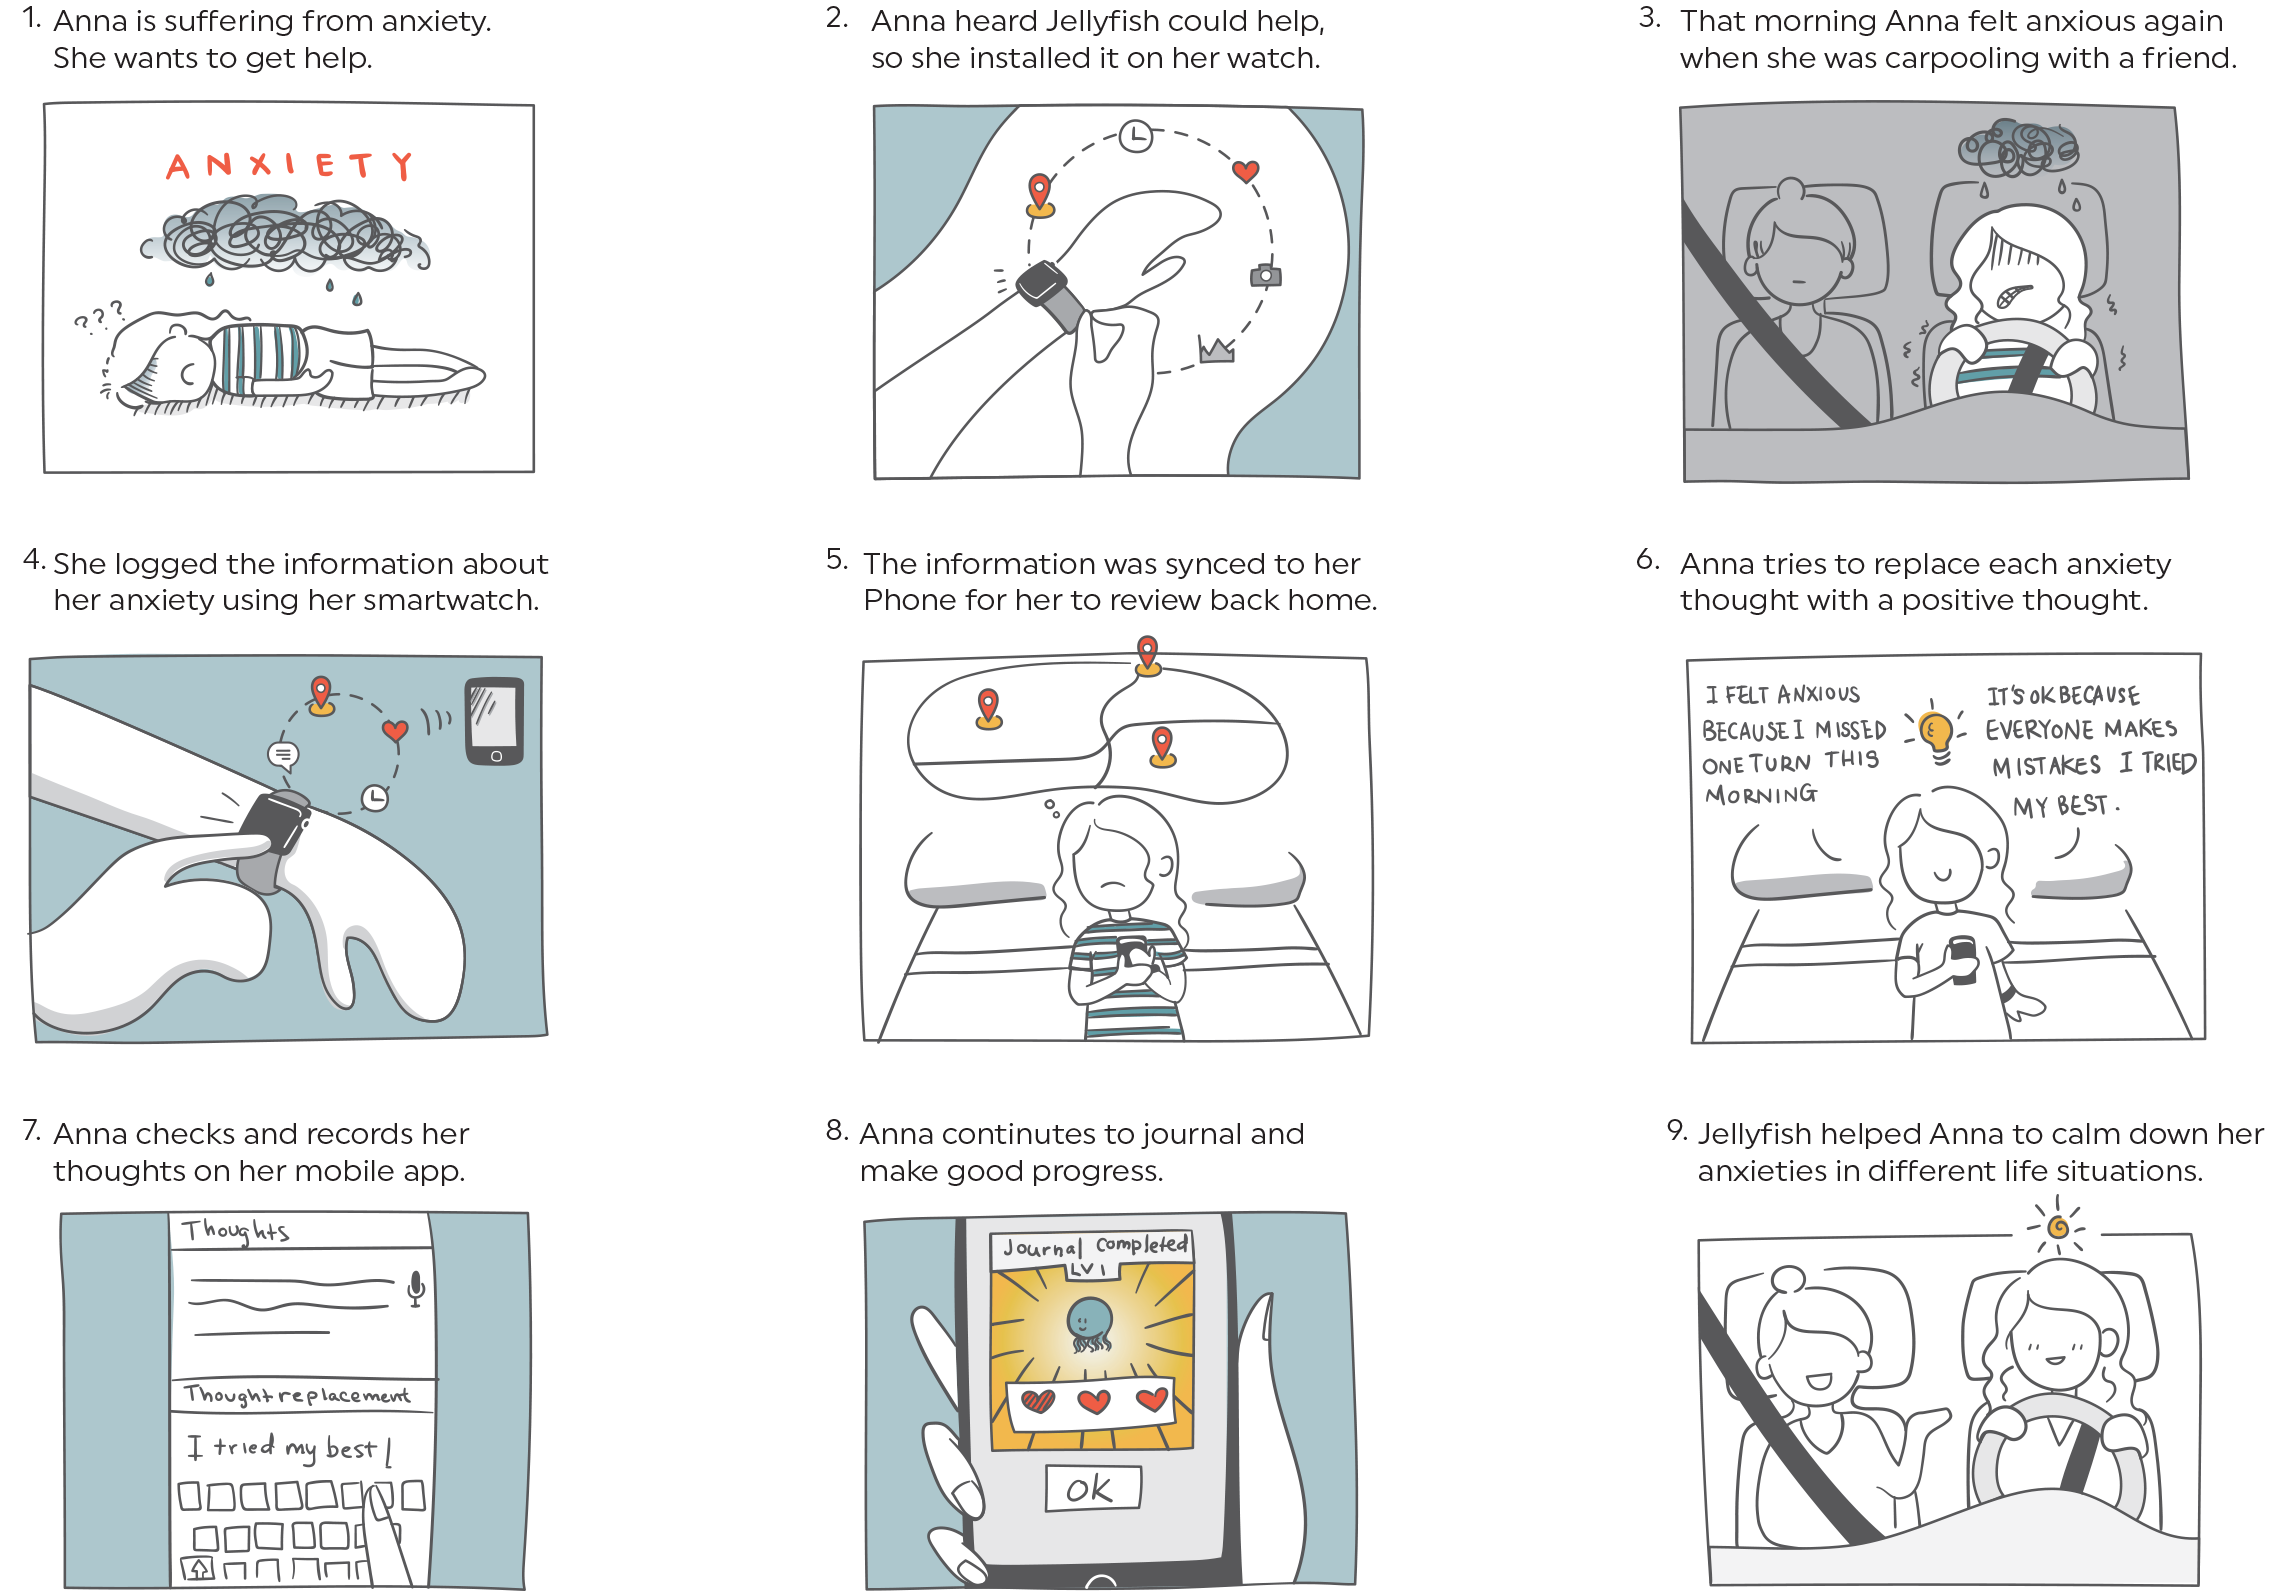 1. Anna is suffering from anxiety.
She wants to get help.
ANXIETY
???
2. Anna heard Jellyfish could help,
so she installed it on her watch.
3. That morning Anna felt anxious again
when she was carpooling with a friend.
4. She logged the information about
her anxiety using her smartwatch.
5. The information was synced to her
Phone for her to review back home.
6. Anna tries to replace each anxiety
thought with a positive thought.
I FELT ANXIOUS
BECAUSE I MISSED
ONE TURN THIS
MORNING
IT'S OK BECAUSE
EVERYONE MAKES
MISTAKES I TRIED
MY BEST.
7. Anna checks and records her
thoughts on her mobile app.
Thoughts
Thought replacement
I tried my best
8. Anna continutes to journal and
make good progress.
Journal Completed
LV 1
OK
9. Jellyfish helped Anna to calm down her
anxieties in different life situations.